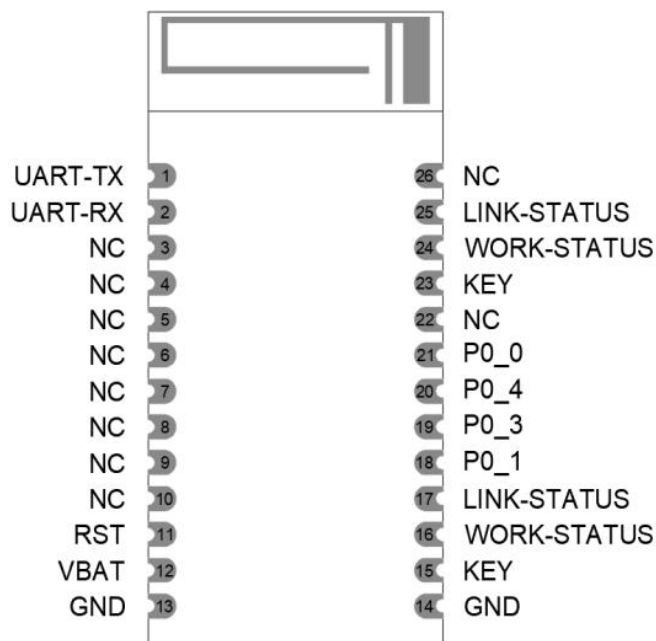 UART-TX 1 26 NC
UART-RX 2 25 LINK-STATUS
NC 3 24 WORK-STATUS
NC 4 23 KEY
NC 5 22 NC
NC 6 21 P0_0
NC 7 20 P0_4
NC 8 19 P0_3
NC 9 18 P0_1
NC 10 17 LINK-STATUS
RST 11 16 WORK-STATUS
VBAT 12 15 KEY
GND 13 14 GND